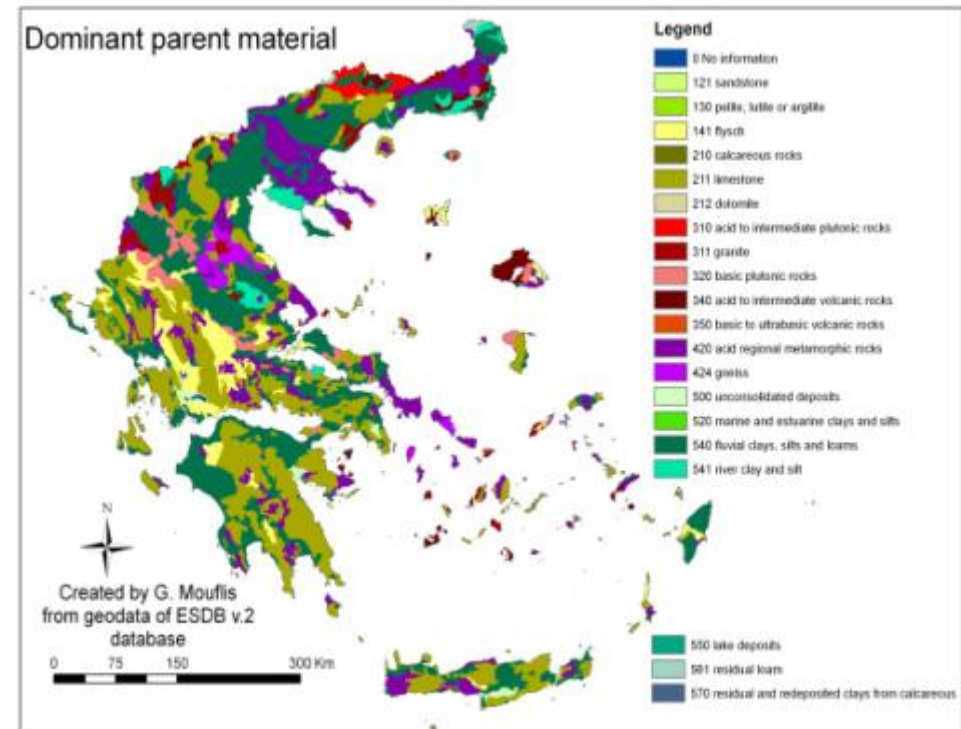 Dominant parent material
Legend
0 No information
121 sandstone
130 pelite, lutite or argilite
141 flysch
210 calcareous rocks
211 limestone
212 dolomite
310 acid to intermediate plutonic rocks
311 granite
320 basic plutonic rocks
340 acid to intermediate volcanic rocks
350 basic to ultrabasic volcanic rocks
420 acid regional metamorphic rocks
424 gneiss
500 unconsolidated deposits
520 marine and estuarine clays and silts
540 fluvial clays, silts and loams
541 river clay and silt
N
Created by G. Mouflis
from geodata of ESDB v.2
database
0 75 150 300 Km
550 lake deposits
561 residual loam
570 residual and redeposited clays from calcareous